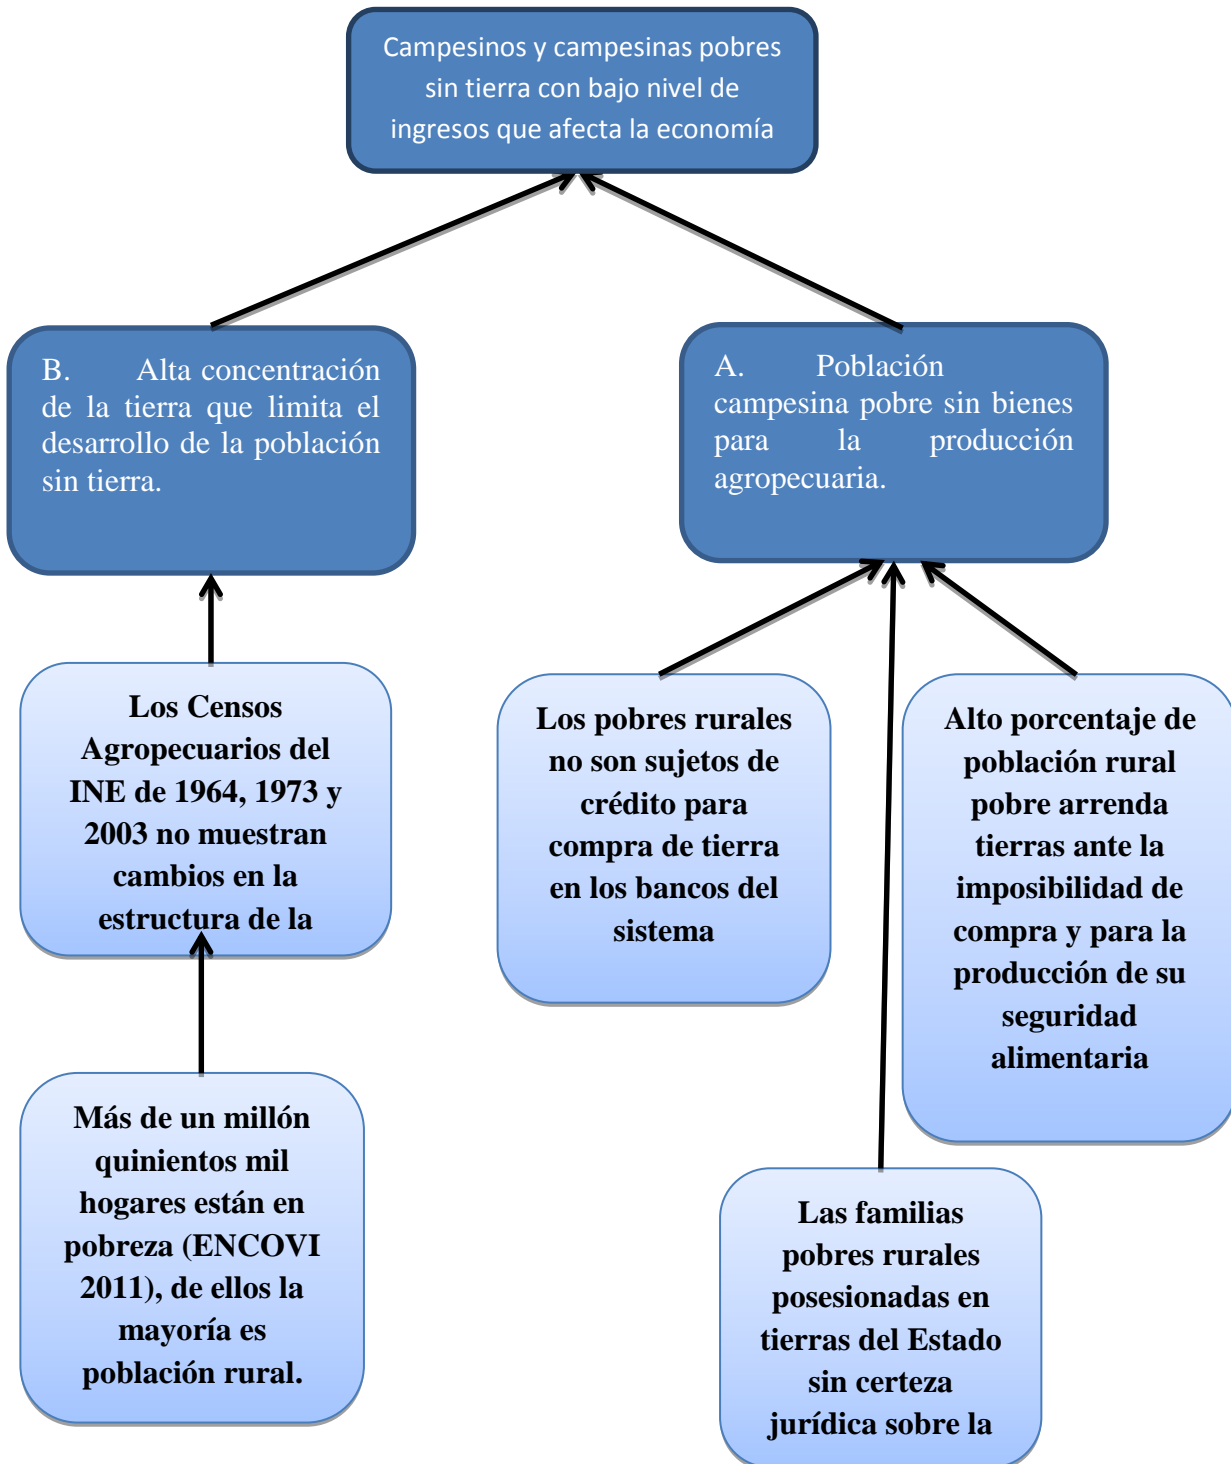 Campesinos y campesinas pobres
sin tierra con bajo nivel de
ingresos que afecta la economía
B. Alta concentración
de la tierra que limita el
desarrollo de la población
sin tierra.
A. Población
campesina pobre sin bienes
para la producción
agropecuaria.
Los Censos
Agropecuarios del
INE de 1964, 1973 y
2003 no muestran
cambios en la
estructura de la
Los pobres rurales
no son sujetos de
crédito para
compra de tierra
en los bancos del
sistema
Alto porcentaje de
población rural
pobre arrenda
tierras ante la
imposibilidad de
compra y para la
producción de su
seguridad
alimentaria
Más de un millón
quinientos mil
hogares están en
pobreza (ENCOVI
2011), de ellos la
mayoría es
población rural.
Las familias
pobres rurales
posesionadas en
tierras del Estado
sin certeza
jurídica sobre la